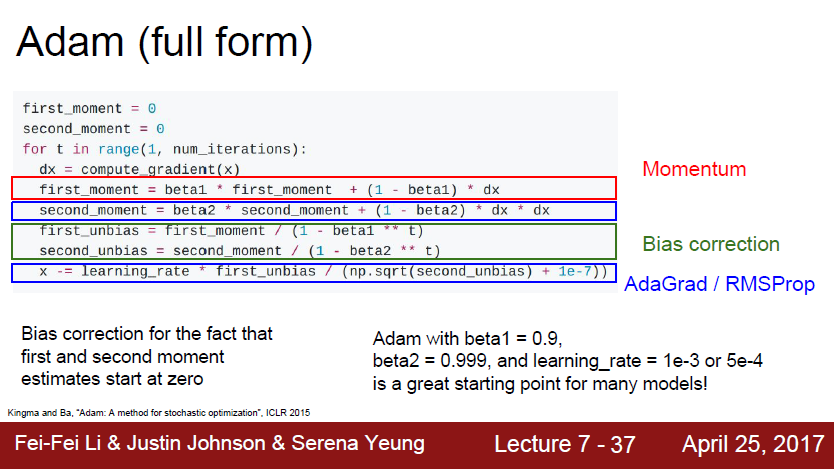 Adam (full form)
first_moment = 0
second_moment = 0
for t in range(1, num_iterations):
  dx = compute_gradient(x)
  first_moment = beta1 * first_moment  + (1 - beta1) * dx
  second_moment = beta2 * second_moment + (1 - beta2) * dx * dx
  first_unbias = first_moment / (1 - beta1 ** t)
  second_unbias = second_moment / (1 - beta2 ** t)
  x -= learning_rate * first_unbias / (np.sqrt(second_unbias) + 1e-7))
Momentum
Bias correction
AdaGrad / RMSProp
Bias correction for the fact that
first and second moment
estimates start at zero
Adam with beta1 = 0.9,
beta2 = 0.999, and learning_rate = 1e-3 or 5e-4
is a great starting point for many models!
Kingma and Ba, "Adam: A method for stochastic optimization", ICLR 2015
Fei-Fei Li & Justin Johnson & Serena Yeung
Lecture 7 - 37
April 25, 2017